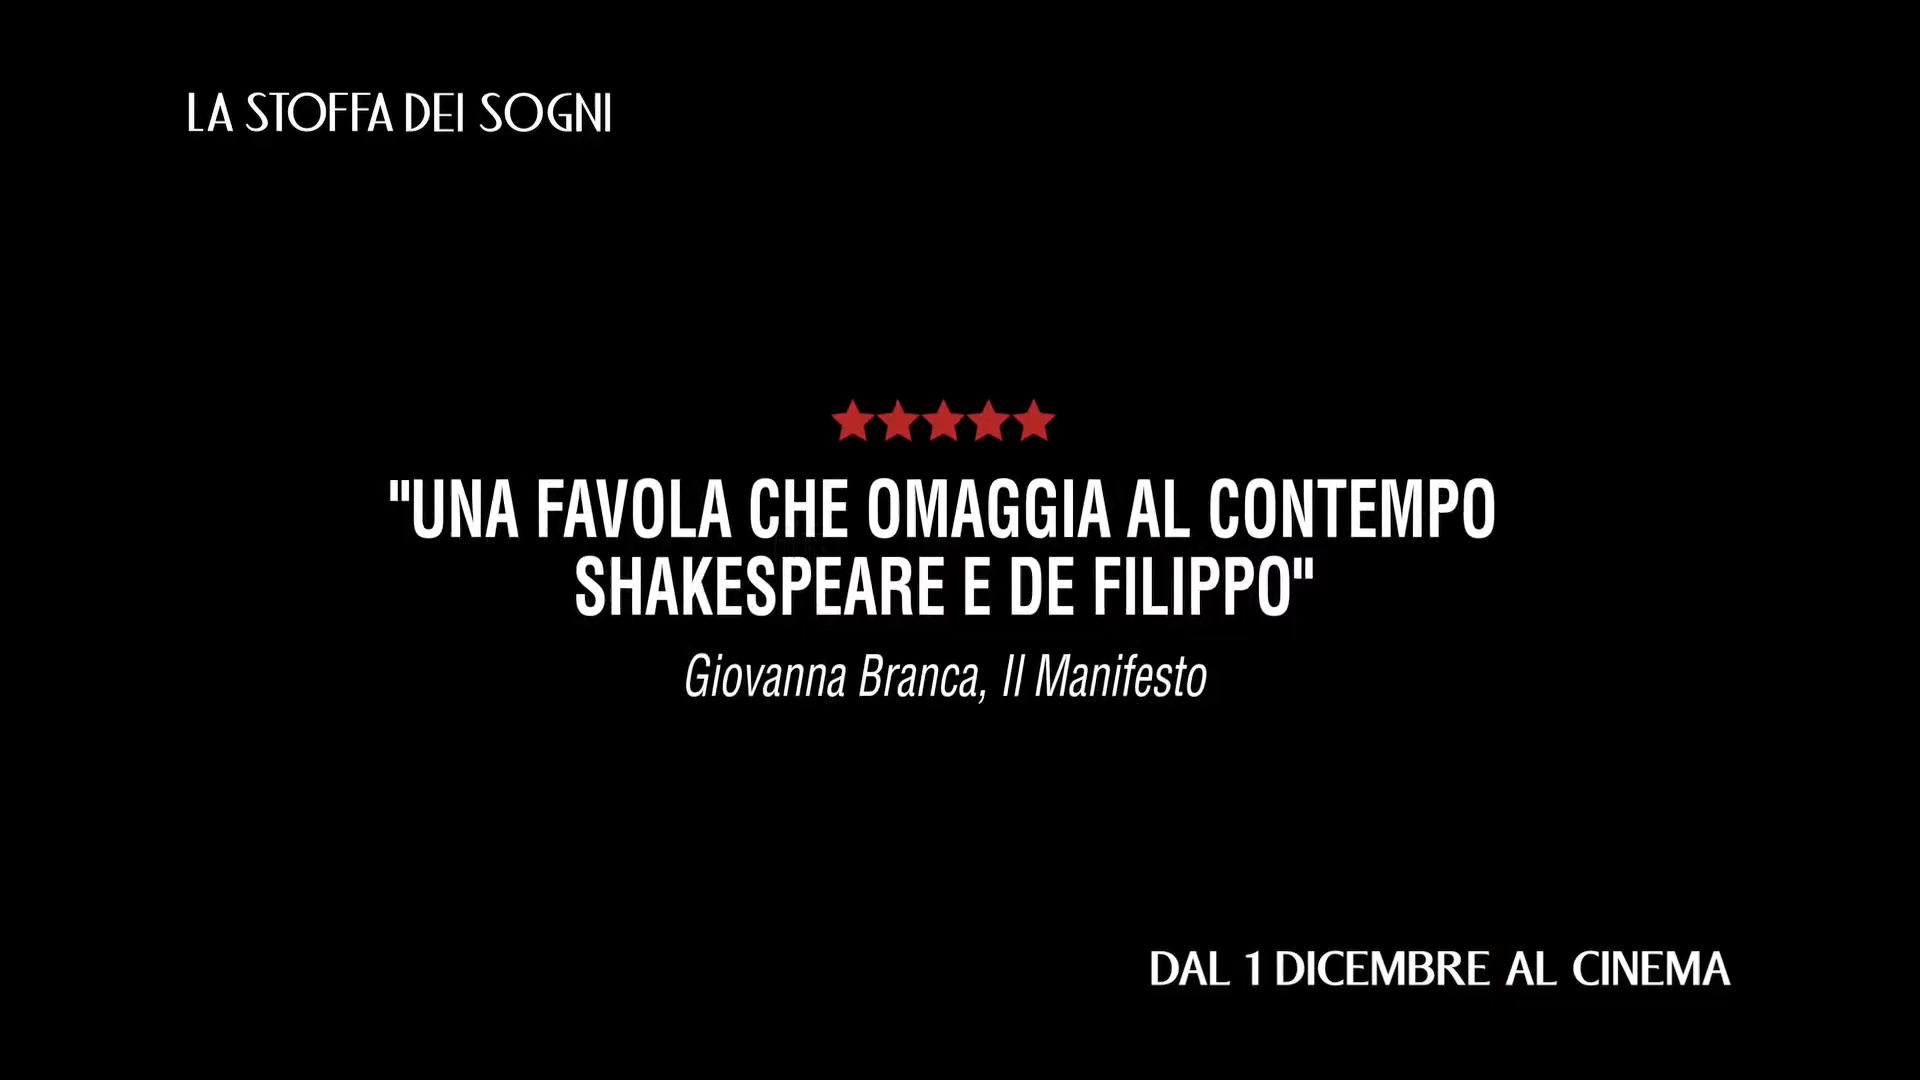 LA STOFFA DEI SOGNI
"UNA FAVOLA CHE OMAGGIA AL CONTEMPO
SHAKESPEARE E DE FILIPPO"
Giovanna Branca, Il Manifesto
DAL 1 DICEMBRE AL CINEMA